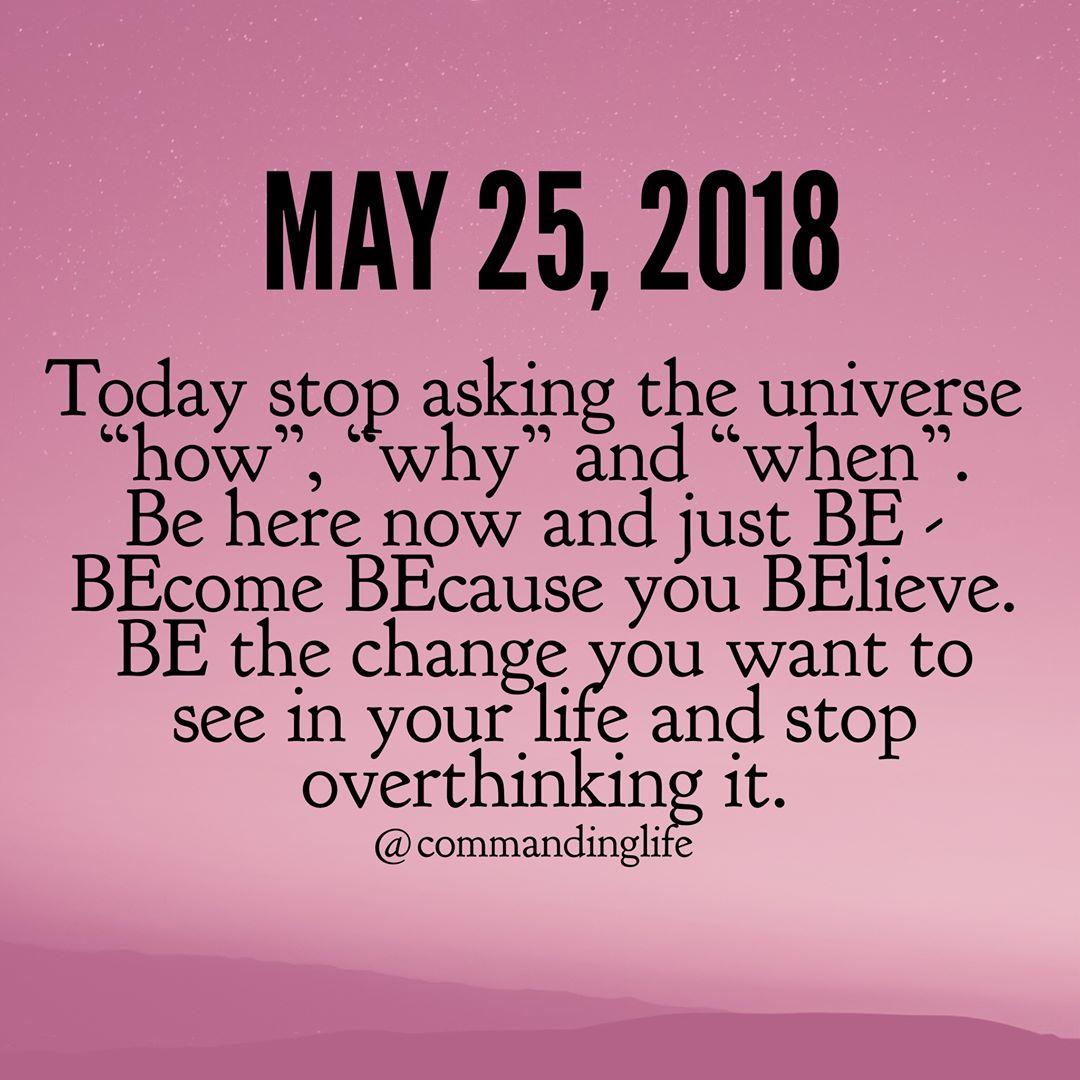 MAY 25, 2018
Today stop asking the universe
“how”, “why” and “when”.
Be here now and just BE -
BEcome BEcause you BElieve.
BE the change you want to
see in your life and stop
overthinking it.
@commandinglife